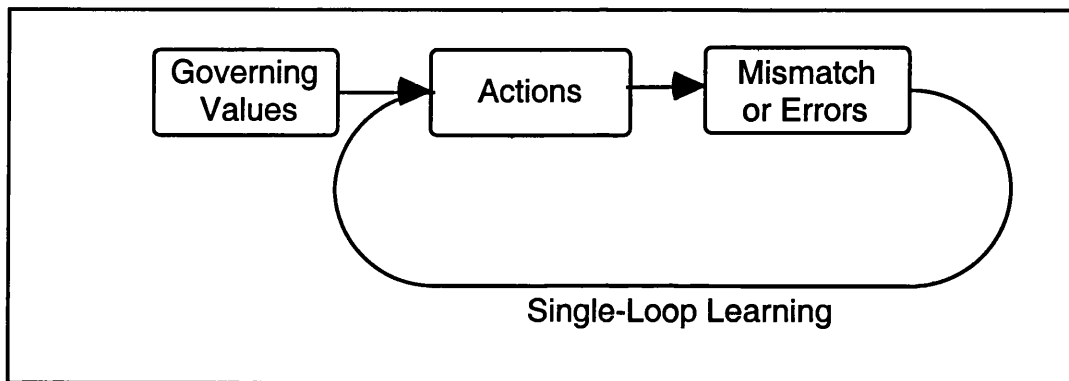 Governing
Values
Actions
Mismatch
or Errors
Single-Loop Learning